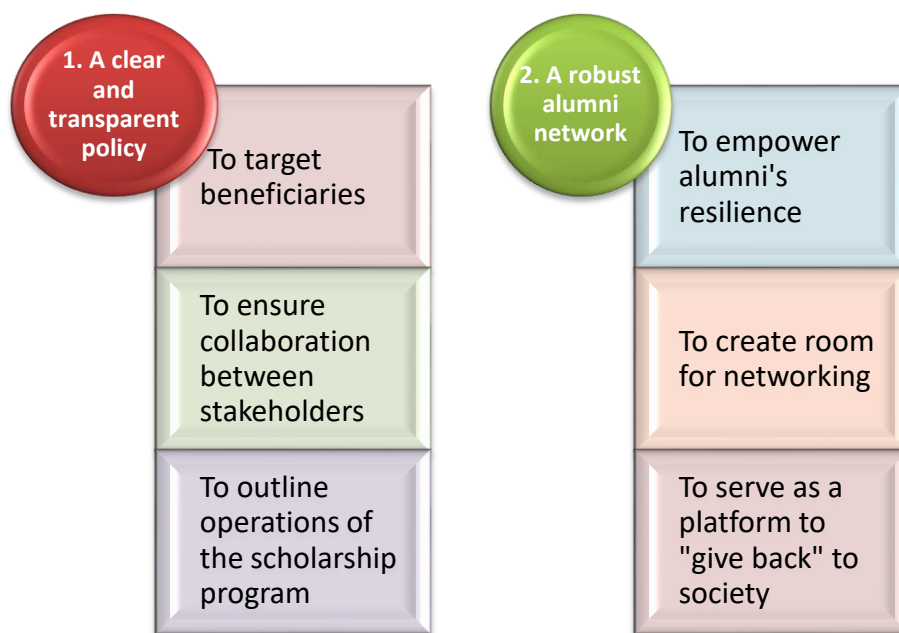 1. A clear
and
transparent
policy
To target
beneficiaries
To ensure
collaboration
between
stakeholders
To outline
operations of
the scholarship
program
2. A robust
alumni
network
To empower
alumni's
resilience
To create room
for networking
To serve as a
platform to
"give back" to
society